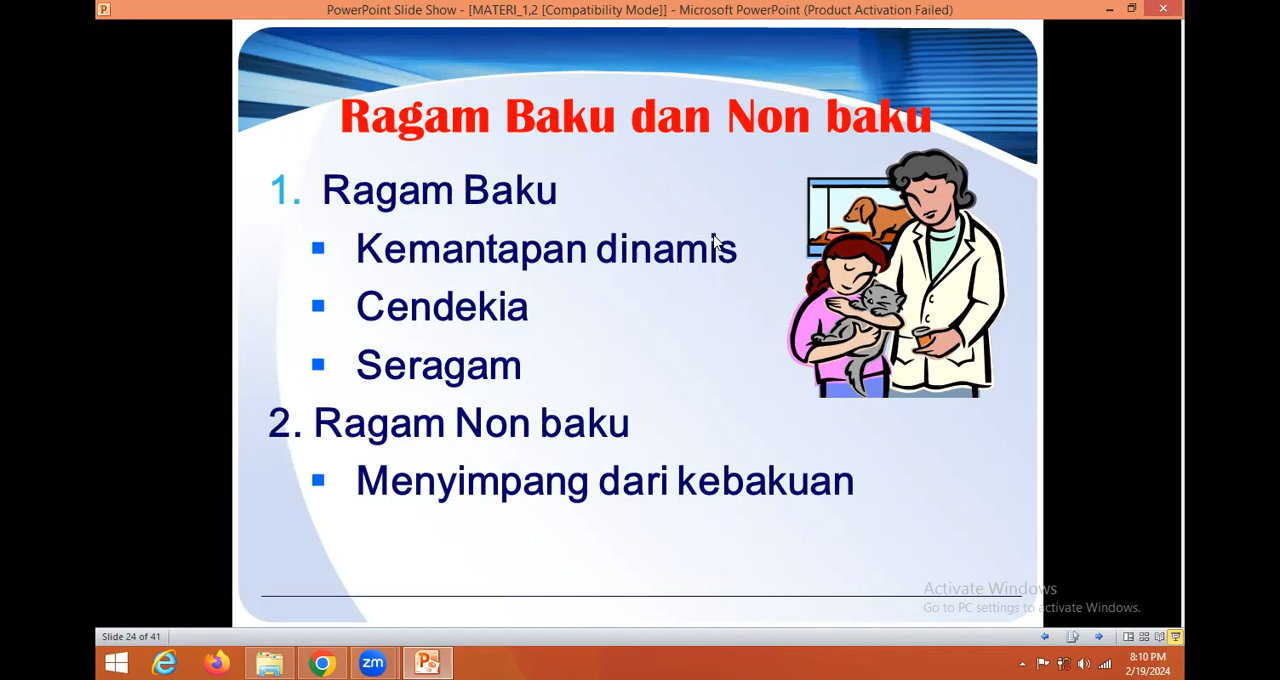 PowerPoint Slide Show - [MATERI_1,2 [Compatibility Mode]] - Microsoft PowerPoint (Product Activation Failed)
Ragam Baku dan Non baku
1. Ragam Baku
Kemantapan dinamis
Cendekia
Seragam
2. Ragam Non baku
Menyimpang dari kebakuan
Activate Windows
Go to PC settings to activate Windows.
Slide 24 of 41
zm
8:10 PM
2/19/2024